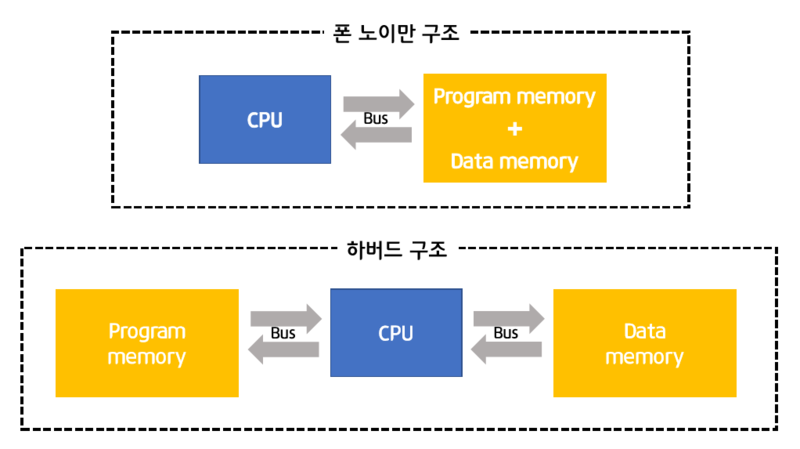 폰 노이만 구조
CPU
Bus
Program memory
+
Data memory
하버드 구조
Program
memory
Bus
CPU
Bus
Data
memory